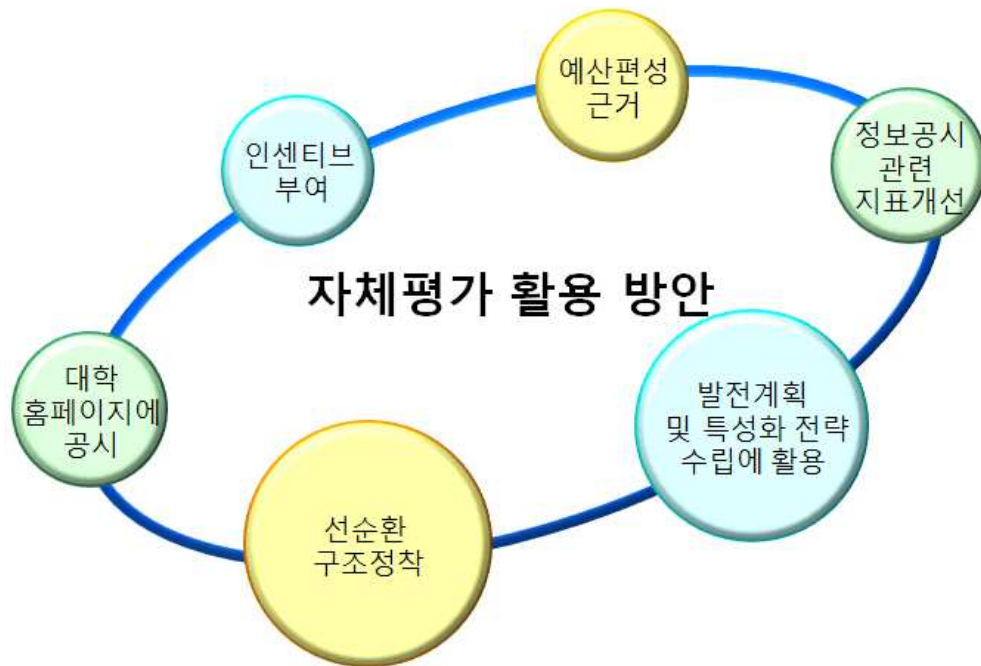 예산편성
근거
정보공시
관련
지표개선
인센티브
부여
자체평가 활용 방안
발전계획
및 특성화 전략
수립에 활용
대학
홈페이지에
공시
선순환
구조정착